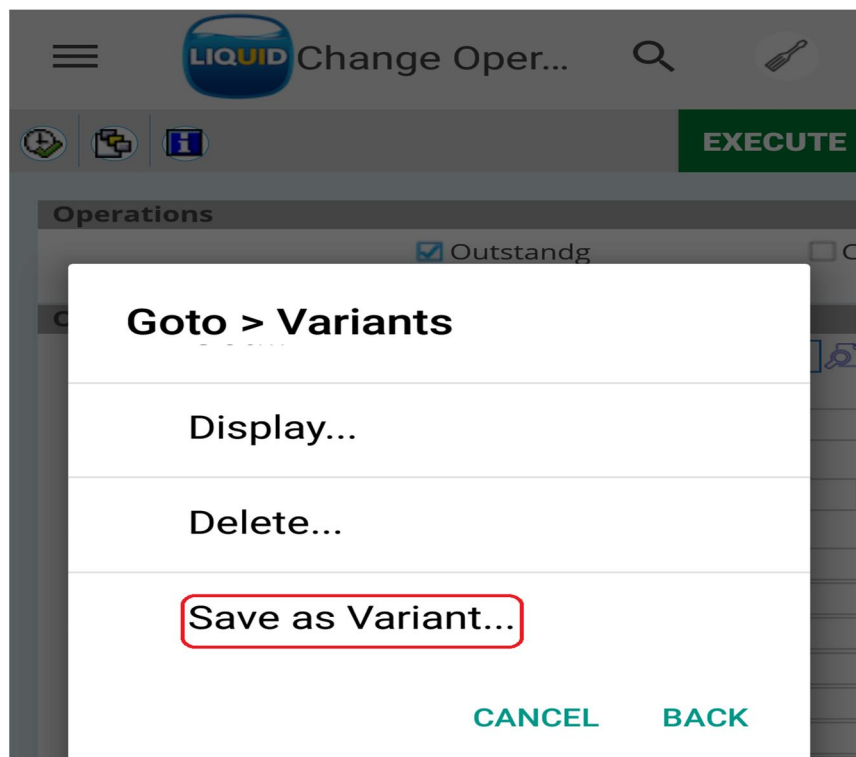 LIQUID Change Oper...
EXECUTE
Operations
Outstandg
Goto > Variants
Display...
Delete...
Save as Variant...
CANCEL BACK